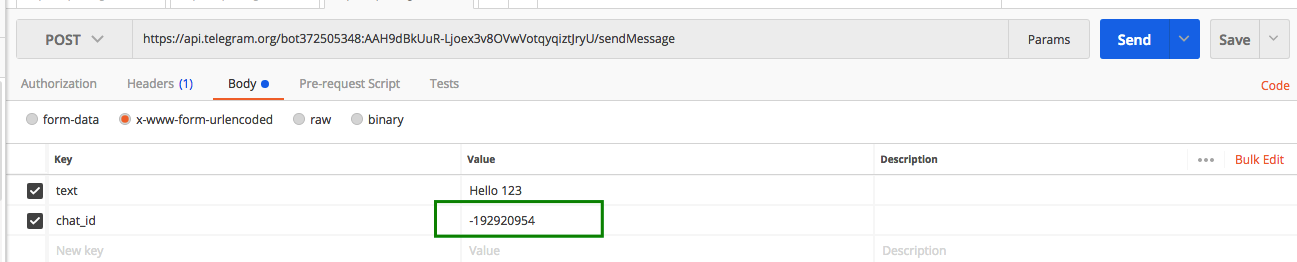 POST https://api.telegram.org/bot372505348:AAH9dBkUuR-Ljoex3v8OVwVotqyqiztJryU/sendMessage Params Send Save
Authorization Headers (1) Body Pre-request Script Tests Code
form-data x-www-form-urlencoded raw binary
Key Value Description ••• Bulk Edit
text Hello 123
chat_id -192920954
New key Value Description